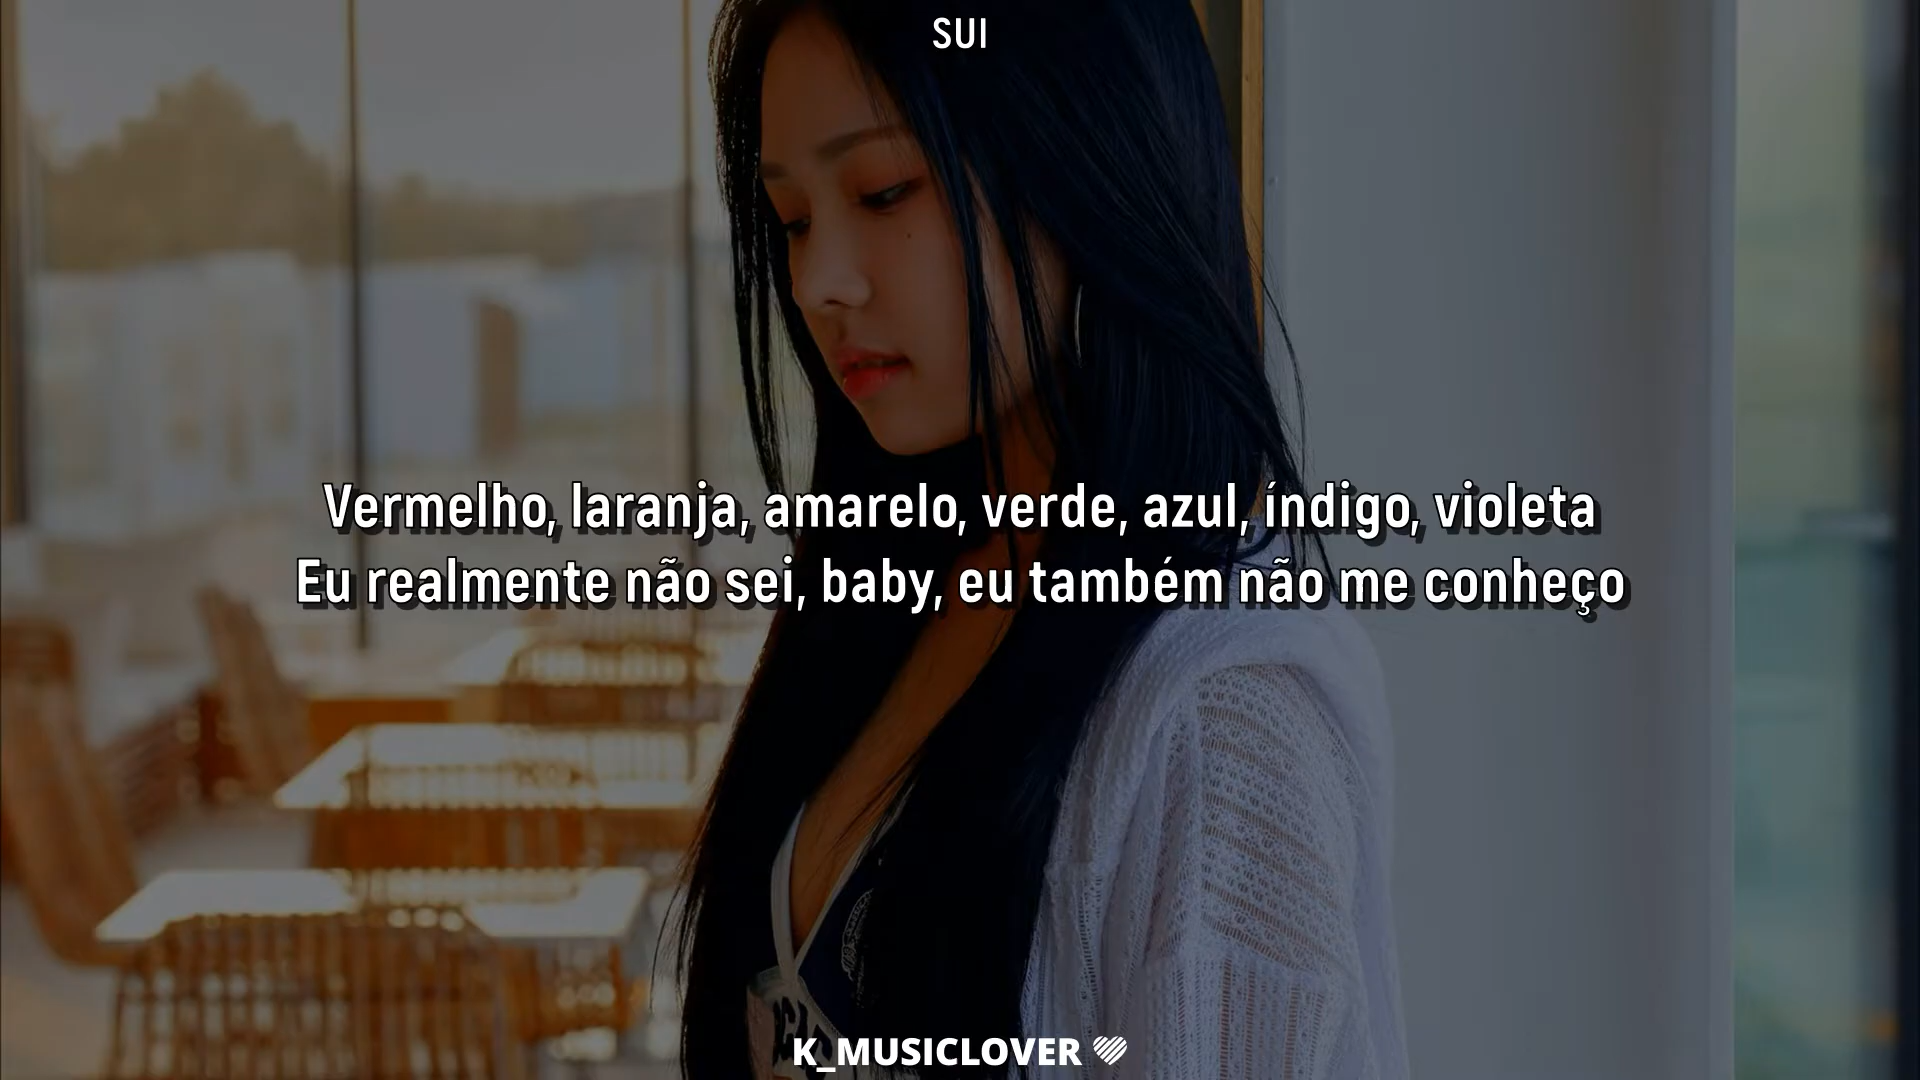 SUI
Vermelho, laranja, amarelo, verde, azul, índigo, violeta
Eu realmente não sei, baby, eu também não me conheço
K_MUSICLOVER